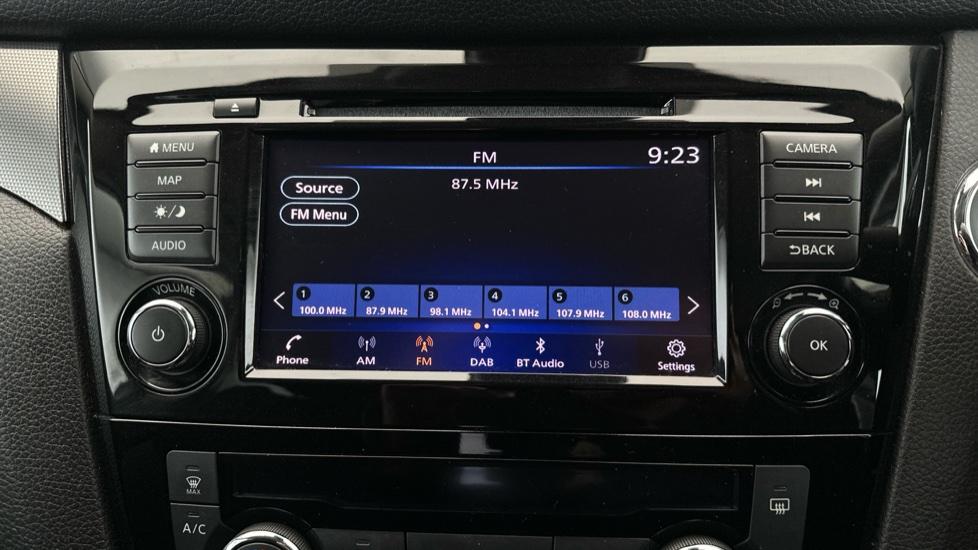 MENU
MAP
AUDIO
VOLUME
FM
9:23
87.5 MHz
Source
FM Menu
1 2 3 4 5 6
100.0 MHz 87.9 MHz 98.1 MHz 104.1 MHz 107.9 MHz 108.0 MHz
Phone AM FM DAB BT Audio USB Settings
CAMERA
BACK
OK
MAX
A/C